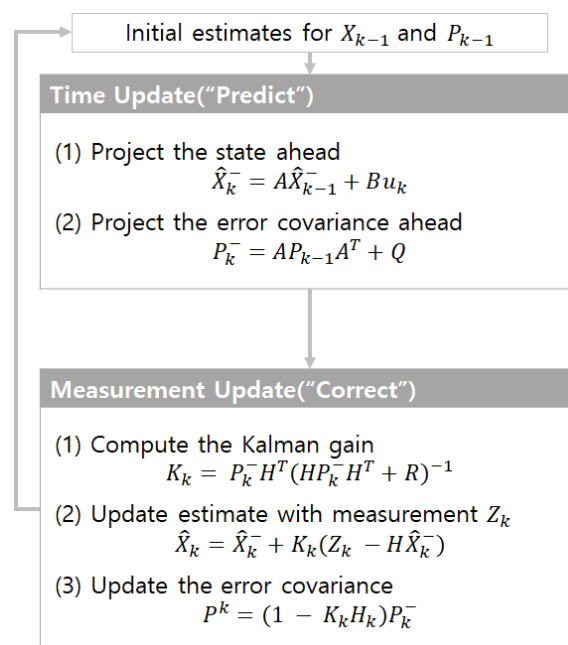 Initial estimates for X_{k−1} and P_{k−1}
Time Update("Predict")
(1) Project the state ahead
X̂_k^− = AX̂_{k−1}^− + Bu_k
(2) Project the error covariance ahead
P_k^− = AP_{k−1}A^T + Q
Measurement Update("Correct")
(1) Compute the Kalman gain
K_k = P_k^−H^T(HP_k^−H^T + R)^{−1}
(2) Update estimate with measurement Z_k
X̂_k = X̂_k^− + K_k(Z_k − HX̂_k^−)
(3) Update the error covariance
P^k = (1 − K_kH_k)P_k^−